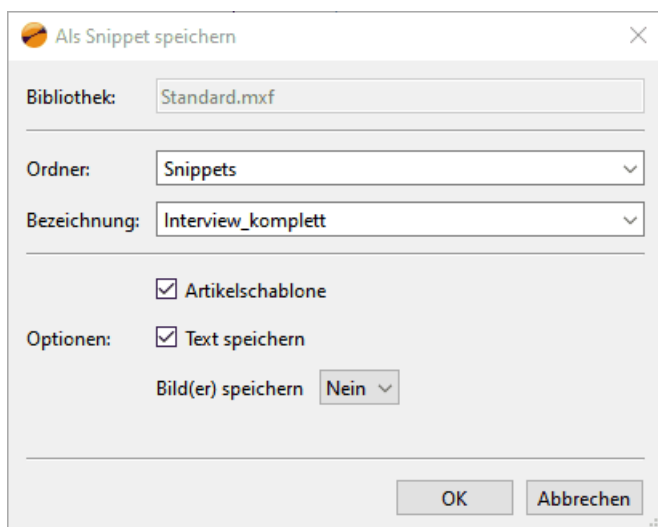 Als Snippet speichern
Bibliothek: Standard.mxf
Ordner: Snippets
Bezeichnung: Interview_komplett
Artikelschablone
Optionen: Text speichern
Bild(er) speichern Nein
OK Abbrechen